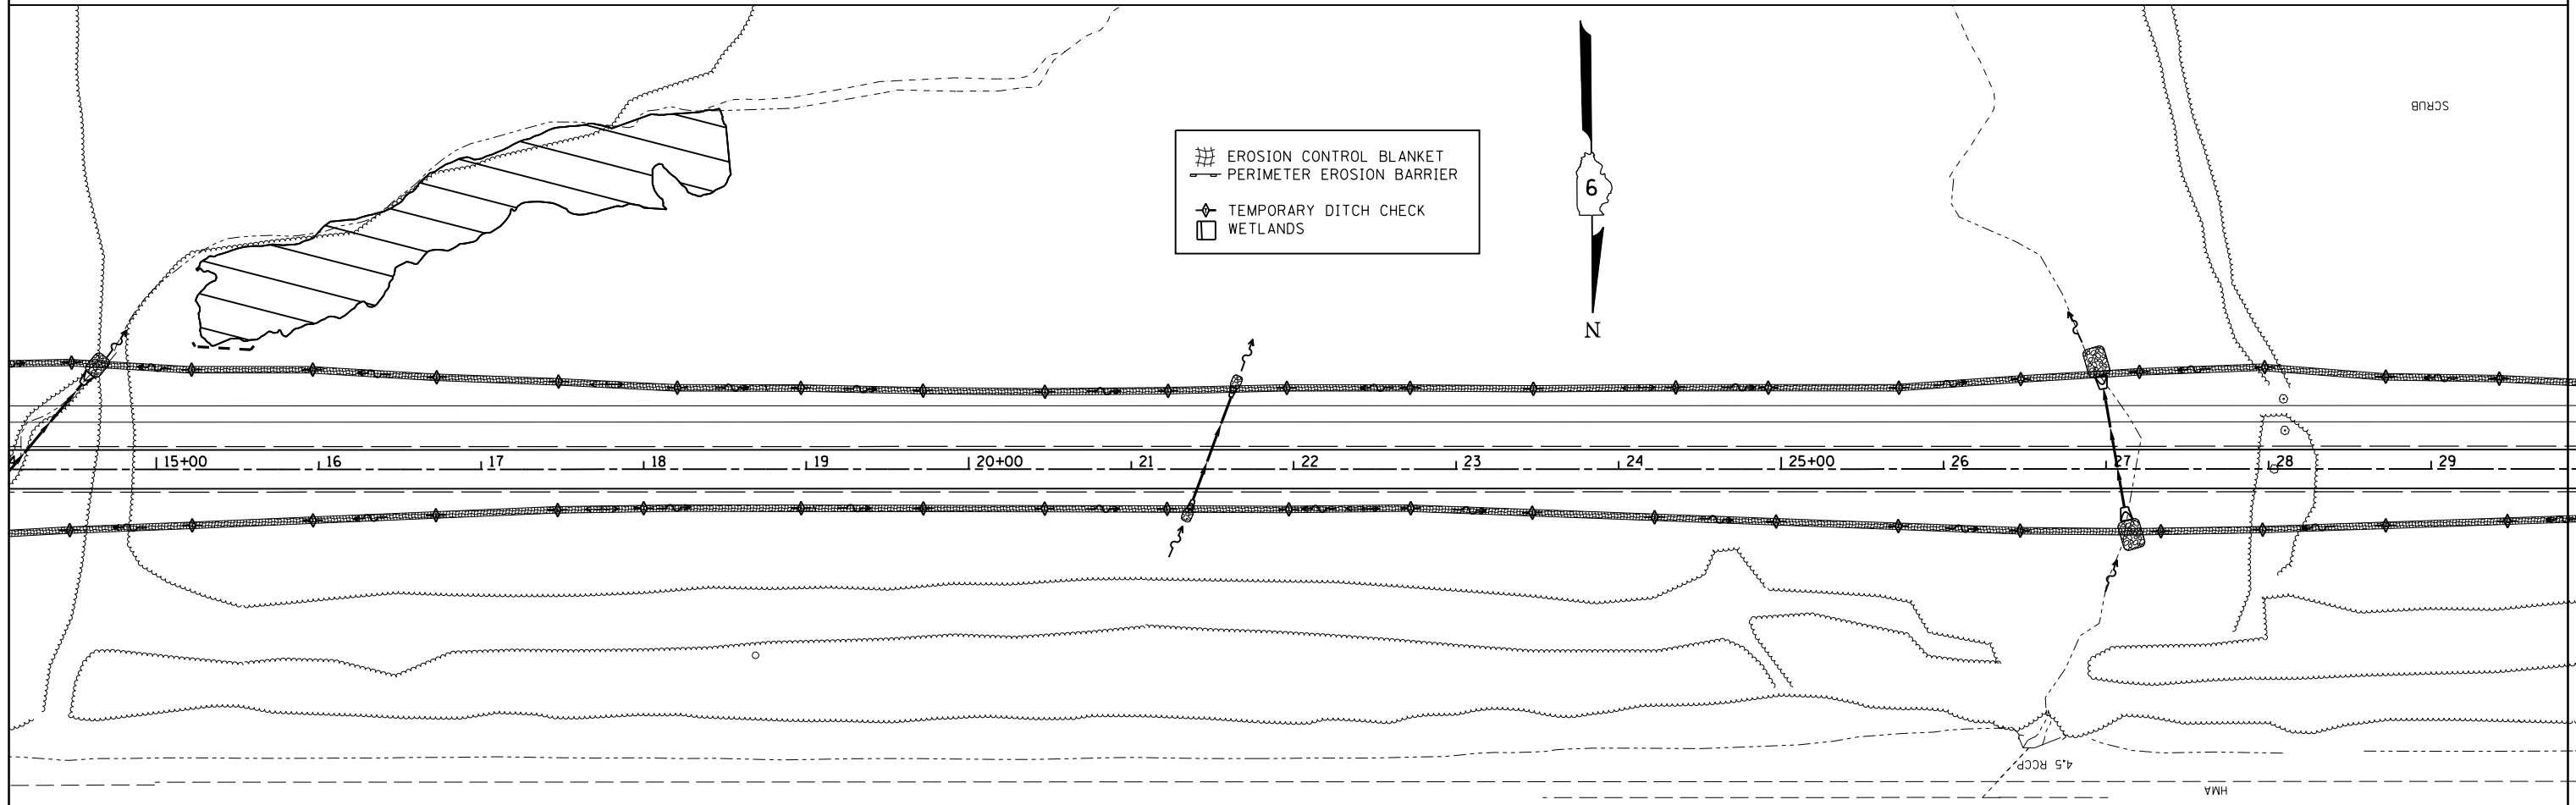 SCRUB
EROSION CONTROL BLANKET
PERIMETER EROSION BARRIER
TEMPORARY DITCH CHECK
WETLANDS
6
N
15+00 16 17 18 19 20+00 21 22 23 24 25+00 26 27 28 29
4.5 RCCP
HMA